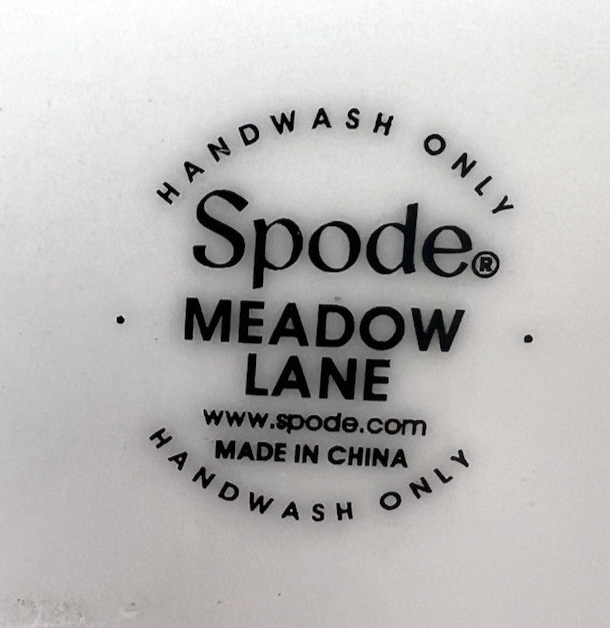 HANDWASH ONLY
Spode®
MEADOW
LANE
www.spode.com
MADE IN CHINA
HANDWASH ONLY